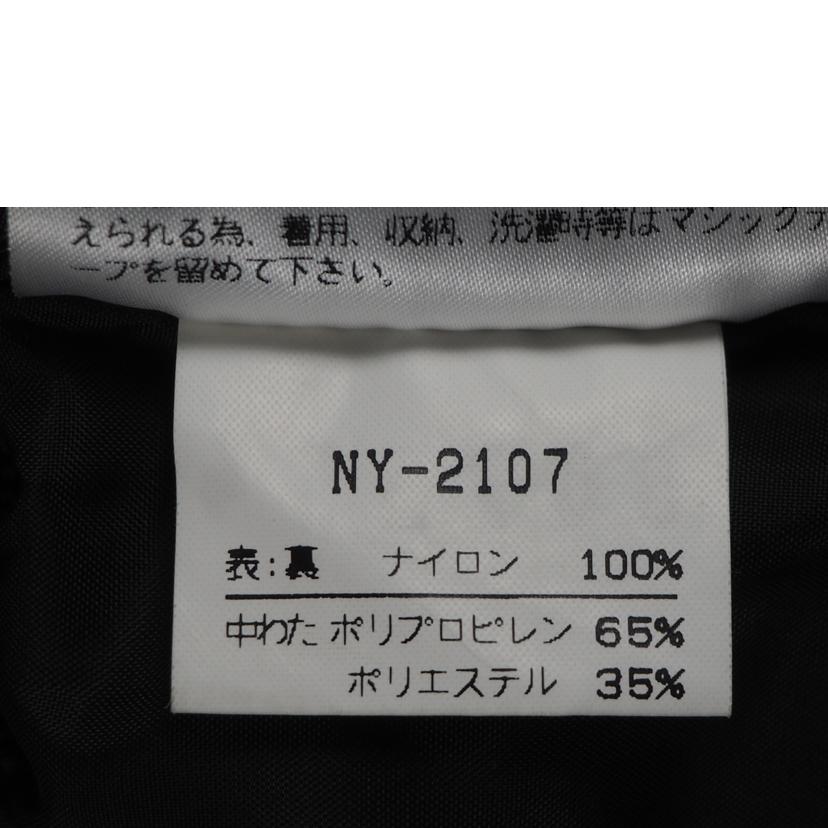 えられる為、着用、収納、洗濯時等はマジックテ
ープを留めて下さい。
NY-2107
表:裏 ナイロン 100%
中わた ポリプロピレン 65%
ポリエステル 35%